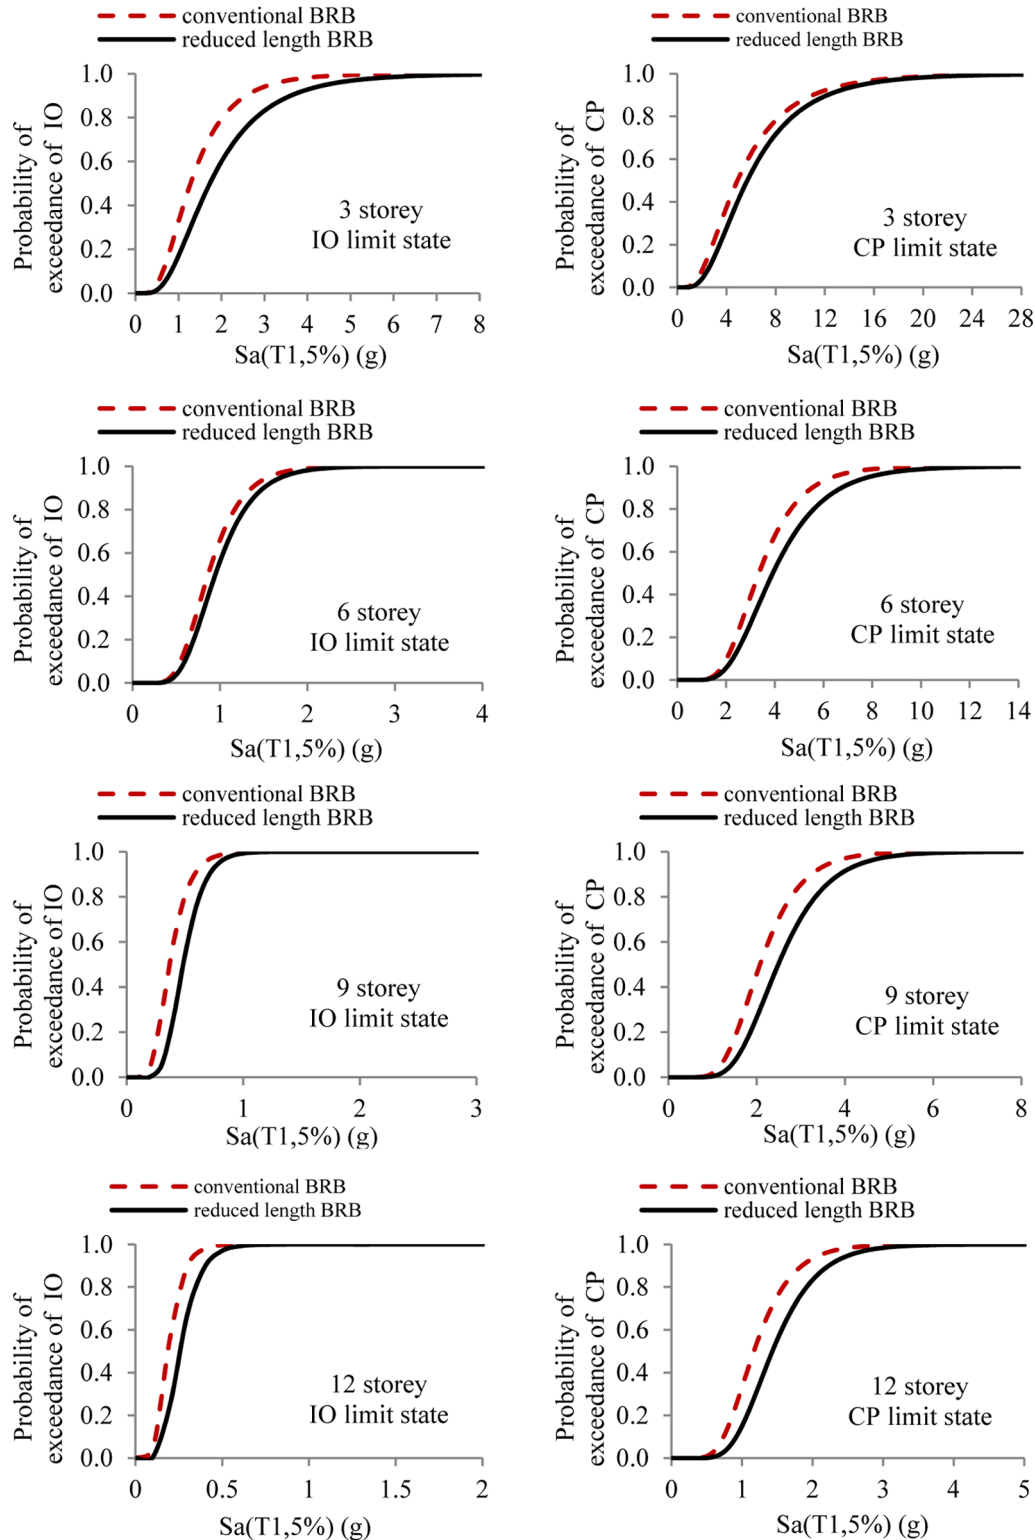 conventional BRB
reduced length BRB
Probability of
exceedance of IO
1.0
0.8
0.6
0.4
0.2
0.0
3 storey
IO limit state
0 1 2 3 4 5 6 7 8
Sa(T1,5%) (g)
conventional BRB
reduced length BRB
Probability of
exceedance of CP
1.0
0.8
0.6
0.4
0.2
0.0
3 storey
CP limit state
0 4 8 12 16 20 24 28
Sa(T1,5%) (g)
conventional BRB
reduced length BRB
Probability of
exceedance of IO
1.0
0.8
0.6
0.4
0.2
0.0
6 storey
IO limit state
0 1 2 3 4
Sa(T1,5%) (g)
conventional BRB
reduced length BRB
Probability of
exceedance of CP
1.0
0.8
0.6
0.4
0.2
0.0
6 storey
CP limit state
0 2 4 6 8 10 12 14
Sa(T1,5%) (g)
conventional BRB
reduced length BRB
Probability of
exceedance of IO
1.0
0.8
0.6
0.4
0.2
0.0
9 storey
IO limit state
0 1 2 3
Sa(T1,5%) (g)
conventional BRB
reduced length BRB
Probability of
exceedance of CP
1.0
0.8
0.6
0.4
0.2
0.0
9 storey
CP limit state
0 2 4 6 8
Sa(T1,5%) (g)
conventional BRB
reduced length BRB
Probability of
exceedance of IO
1.0
0.8
0.6
0.4
0.2
0.0
12 storey
IO limit state
0 0.5 1 1.5 2
Sa(T1,5%) (g)
conventional BRB
reduced length BRB
Probability of
exceedance of CP
1.0
0.8
0.6
0.4
0.2
0.0
12 storey
CP limit state
0 1 2 3 4 5
Sa(T1,5%) (g)